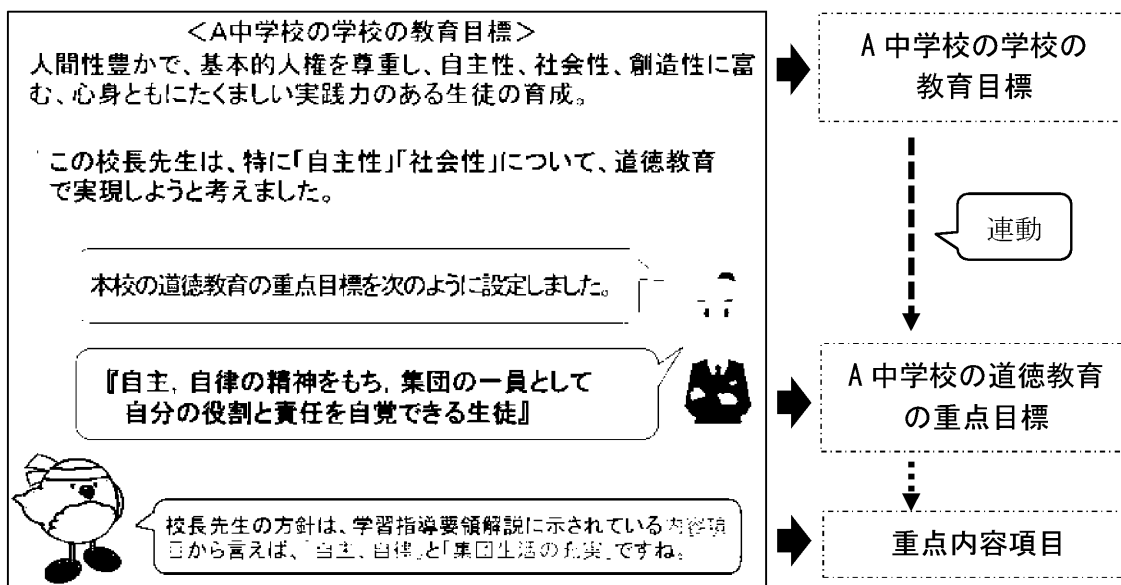 ＜A中学校の学校の教育目標＞
人間性豊かで、基本的人権を尊重し、自主性、社会性、創造性に富
む、心身ともにたくましい実践力のある生徒の育成。
この校長先生は、特に「自主性」「社会性」について、道徳教育
で実現しようと考えました。
本校の道徳教育の重点目標を次のように設定しました。
『自主，自律の精神をもち，集団の一員として
自分の役割と責任を自覚できる生徒』
校長先生の方針は、学習指導要領解説に示されている内容項
目から言えば、「自主、自律」と「集団生活の充実」ですね。
A 中学校の学校の
教育目標
連動
A 中学校の道徳教育
の重点目標
重点内容項目